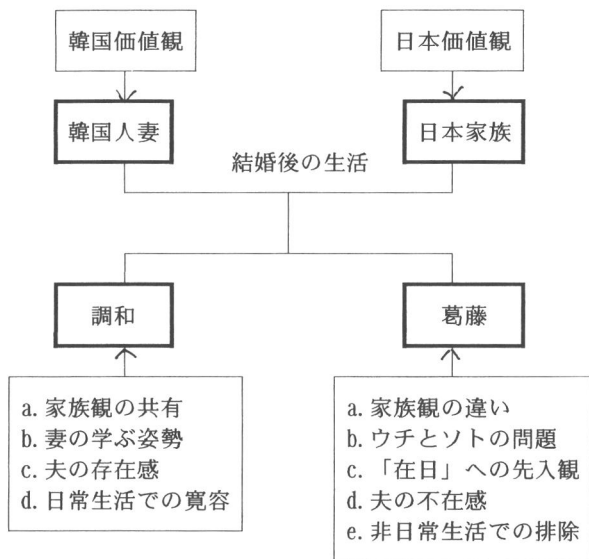 韓国価値観
日本価値観
韓国人妻
日本家族
結婚後の生活
調和
葛藤
a. 家族観の共有
b. 妻の学ぶ姿勢
c. 夫の存在感
d. 日常生活での寛容
a. 家族観の違い
b. ウチとソトの問題
c. 「在日」への先入観
d. 夫の不在感
e. 非日常生活での排除